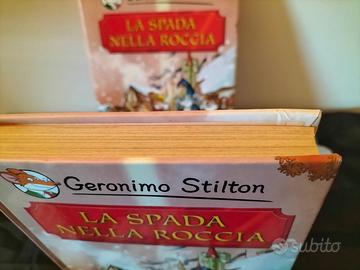 LA SPADA
NELLA ROCCIA
Geronimo Stilton
LA SPADA
NELLA ROCCIA
subito